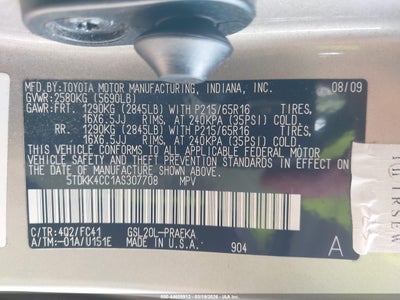 MFD.BY:TOYOTA MOTOR MANUFACTURING, INDIANA, INC. 08/09
GVWR:2580KG (5690LB)
GAWR:FRT. 1290KG (2845LB) WITH P215/65R16 TIRES,
16X6.5JJ RIMS, AT 240KPA (35PSI) COLD.
RR. 1290KG (2845LB) WITH P215/65R16 TIRES,
16X6.5JJ RIMS, AT 240KPA (35PSI) COLD.
THIS VEHICLE CONFORMS TO ALL APPLICABLE FEDERAL MOTOR
VEHICLE SAFETY AND THEFT PREVENTION STANDARDS IN
EFFECT ON THE DATE OF MANUFACTURE SHOWN ABOVE.
5TDKK4CC1AS307708 MPV
C/TR:4Q2/FC41 GSL20L-PRAEKA
A/TM:-01A/U151E MADE IN U.S.A. 904 A